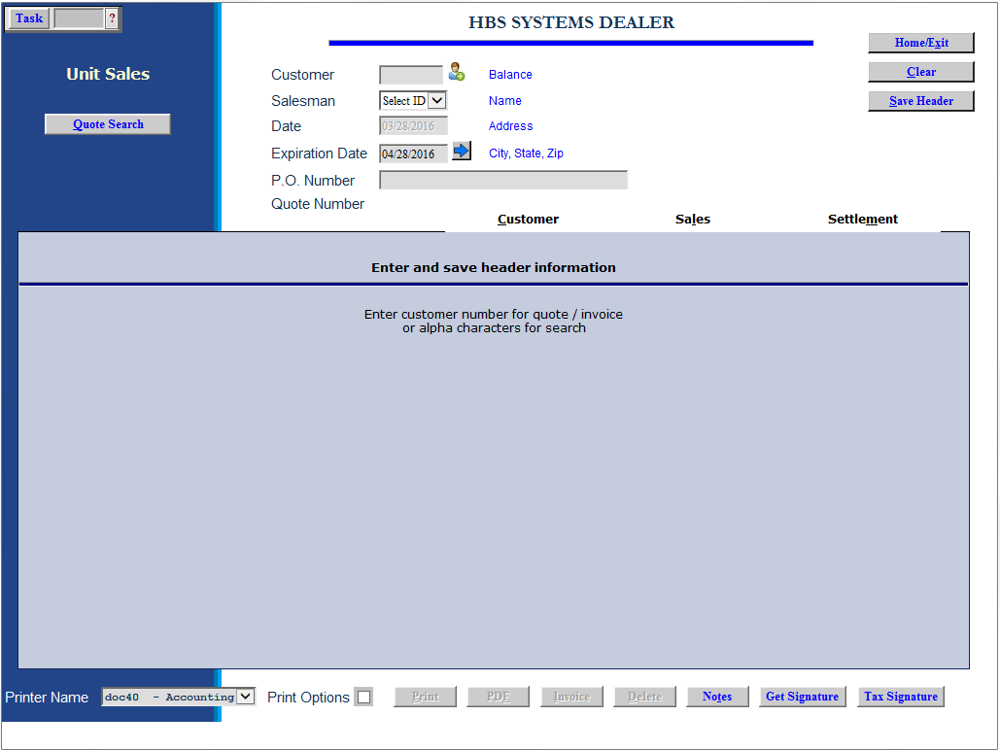 Task ?
HBS SYSTEMS DEALER
Home/Exit
Unit Sales
Customer Balance
Clear
Salesman Select ID Name
Save Header
Quote Search
Date 03/28/2016 Address
Expiration Date 04/28/2016 City, State, Zip
P.O. Number
Quote Number
Customer Sales Settlement
Enter and save header information
Enter customer number for quote / invoice
or alpha characters for search
Printer Name doc40 - Accounting Print Options Print PDF Invoice Delete Notes Get Signature Tax Signature